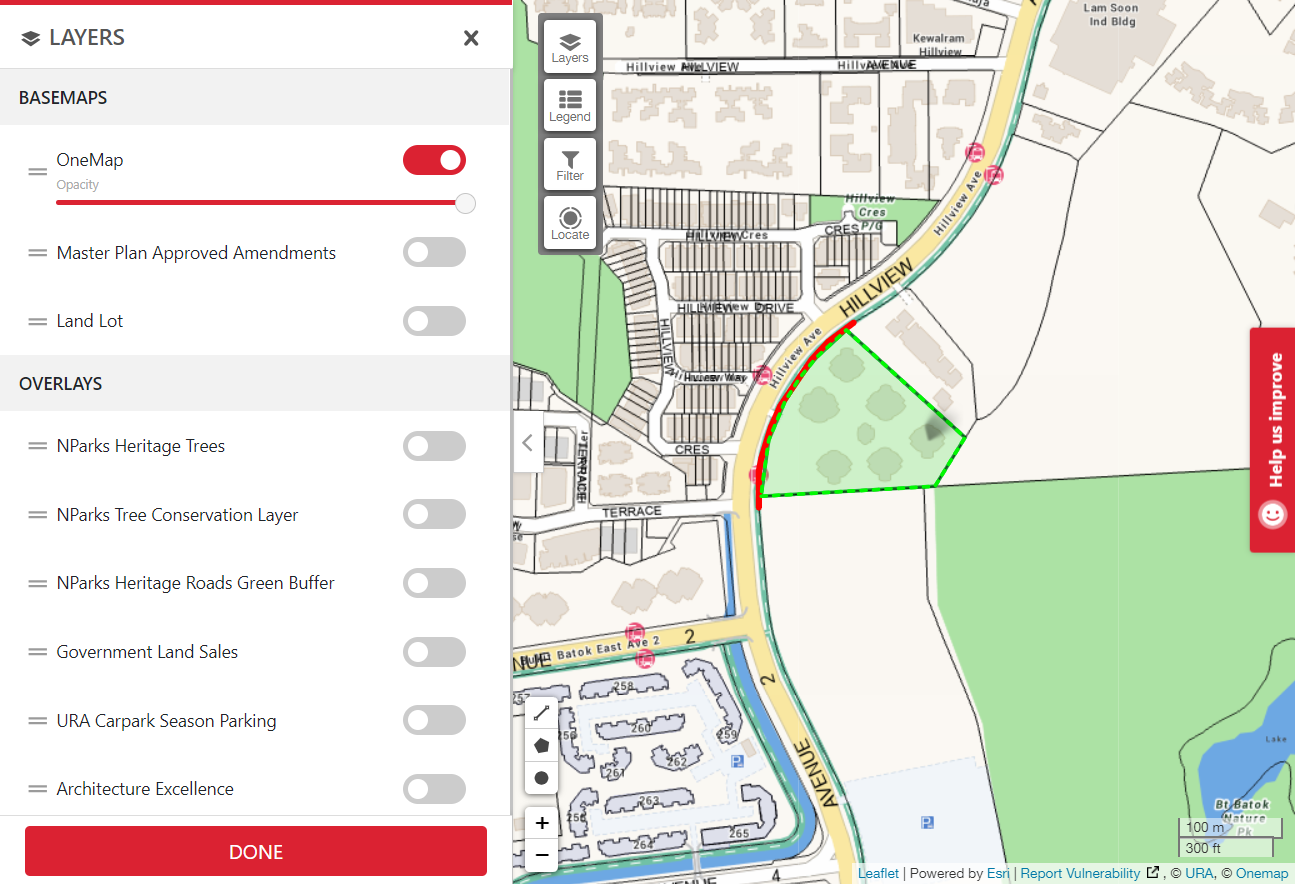 LAYERS
BASEMAPS
OneMap
Opacity
Master Plan Approved Amendments
Land Lot
OVERLAYS
NParks Heritage Trees
NParks Tree Conservation Layer
NParks Heritage Roads Green Buffer
Government Land Sales
URA Carpark Season Parking
Architecture Excellence
DONE
Layers
Legend
Filter
Locate
Lam Soon
Ind Bldg
Kewalram
Hillview
HILLVIEW
AVENUE
Hillview Ave
Hillview
Cres
P/G
CRES
HILLVIEW
Cres
HILLVIEW
DRIVE
HILLVIEW
Hillview Way
HILLVIEW
Hillview Ave
CRES
TERRACE
TERRACE
2
Batok East Ave 2
NUE
2
AVENUE
257
258
256
260
259
261
262
263
255
264
265
AVENUE
4
P
P
Lake
Bt Batok
Nature
Pk
Help us improve
+
−
100 m
300 ft
Leaflet | Powered by Esri | Report Vulnerability , © URA, © Onemap